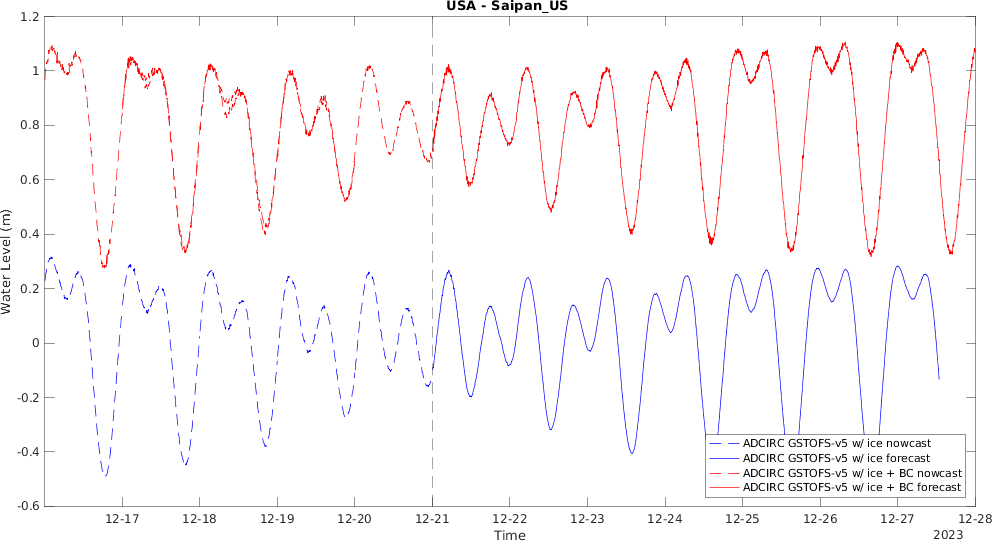 USA - Saipan_US
1.2
1
0.8
0.6
0.4
0.2
0
-0.2
-0.4
-0.6
Water Level (m)
ADCIRC GSTOFS-v5 w/ ice nowcast
ADCIRC GSTOFS-v5 w/ ice forecast
ADCIRC GSTOFS-v5 w/ ice + BC nowcast
ADCIRC GSTOFS-v5 w/ ice + BC forecast
12-17 12-18 12-19 12-20 12-21 12-22 12-23 12-24 12-25 12-26 12-27 12-28
Time
2023